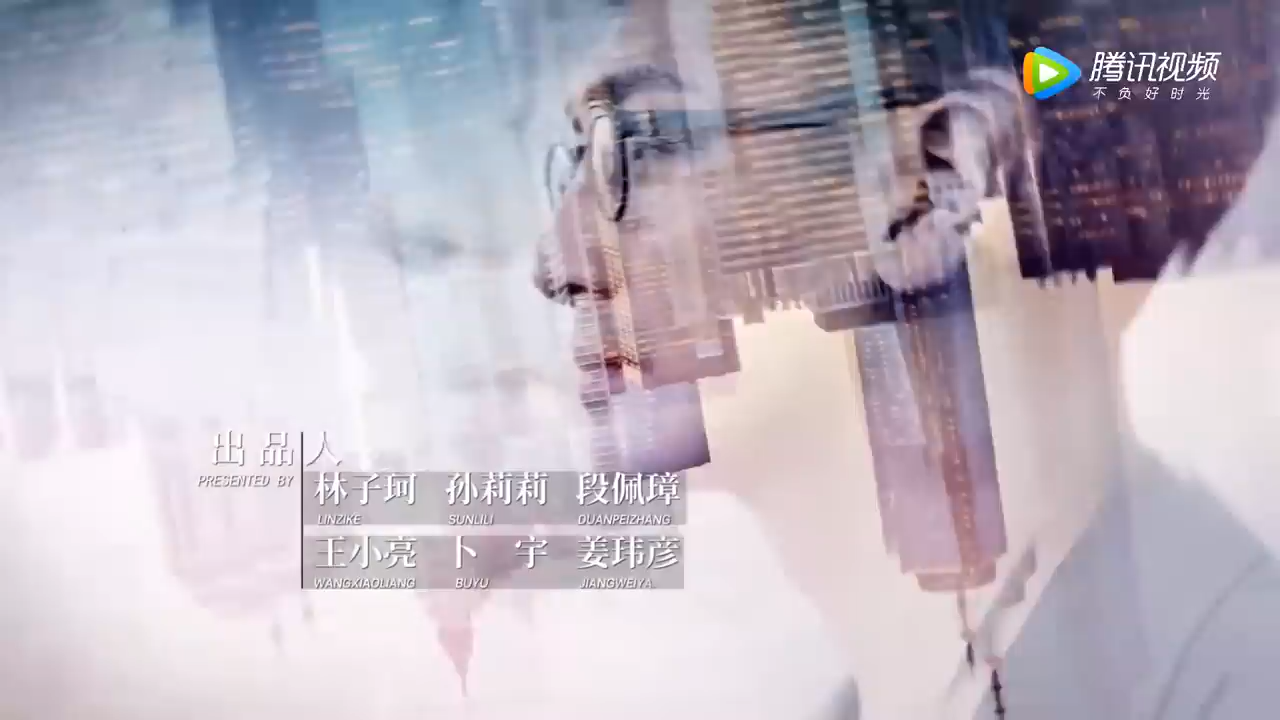 腾讯视频
不负好时光
出品人
PRESENTED BY
林子珂 孙莉莉 段佩璋
LINZIKE SUNLILI DUANPEIZHANG
王小亮 卜宇 姜玮彦
WANGXIAOLIANG BUYU JIANGWEIYA